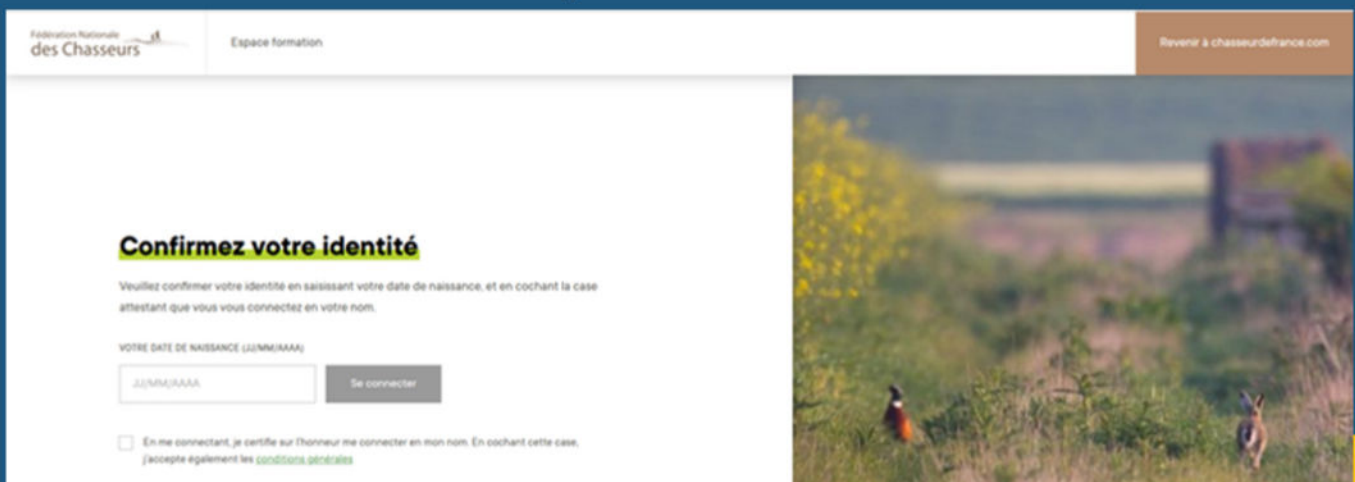 Fédération Nationale
des Chasseurs
Espace formation
Revenir à chasseurdefrance.com
Confirmez votre identité
Veuillez confirmer votre identité en saisissant votre date de naissance, et en cochant la case
attestant que vous vous connectez en votre nom.
VOTRE DATE DE NAISSANCE (JJ/MM/AAAA)
JJ/MM/AAAA
Se connecter
En me connectant, je certifie sur l'honneur me connecter en mon nom. En cochant cette case,
j'accepte également les conditions générales